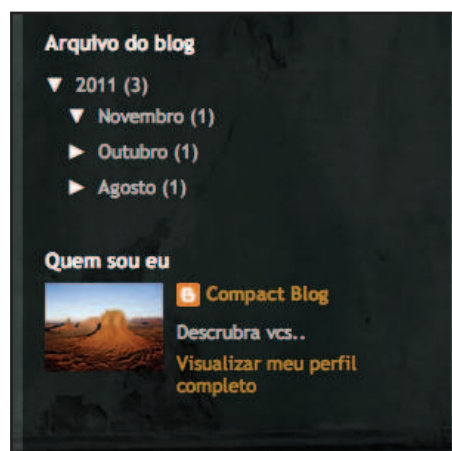 Arquivo do blog
▼ 2011 (3)
▼ Novembro (1)
► Outubro (1)
► Agosto (1)
Quem sou eu
Compact Blog
Descrubra vcs..
Visualizar meu perfil
completo